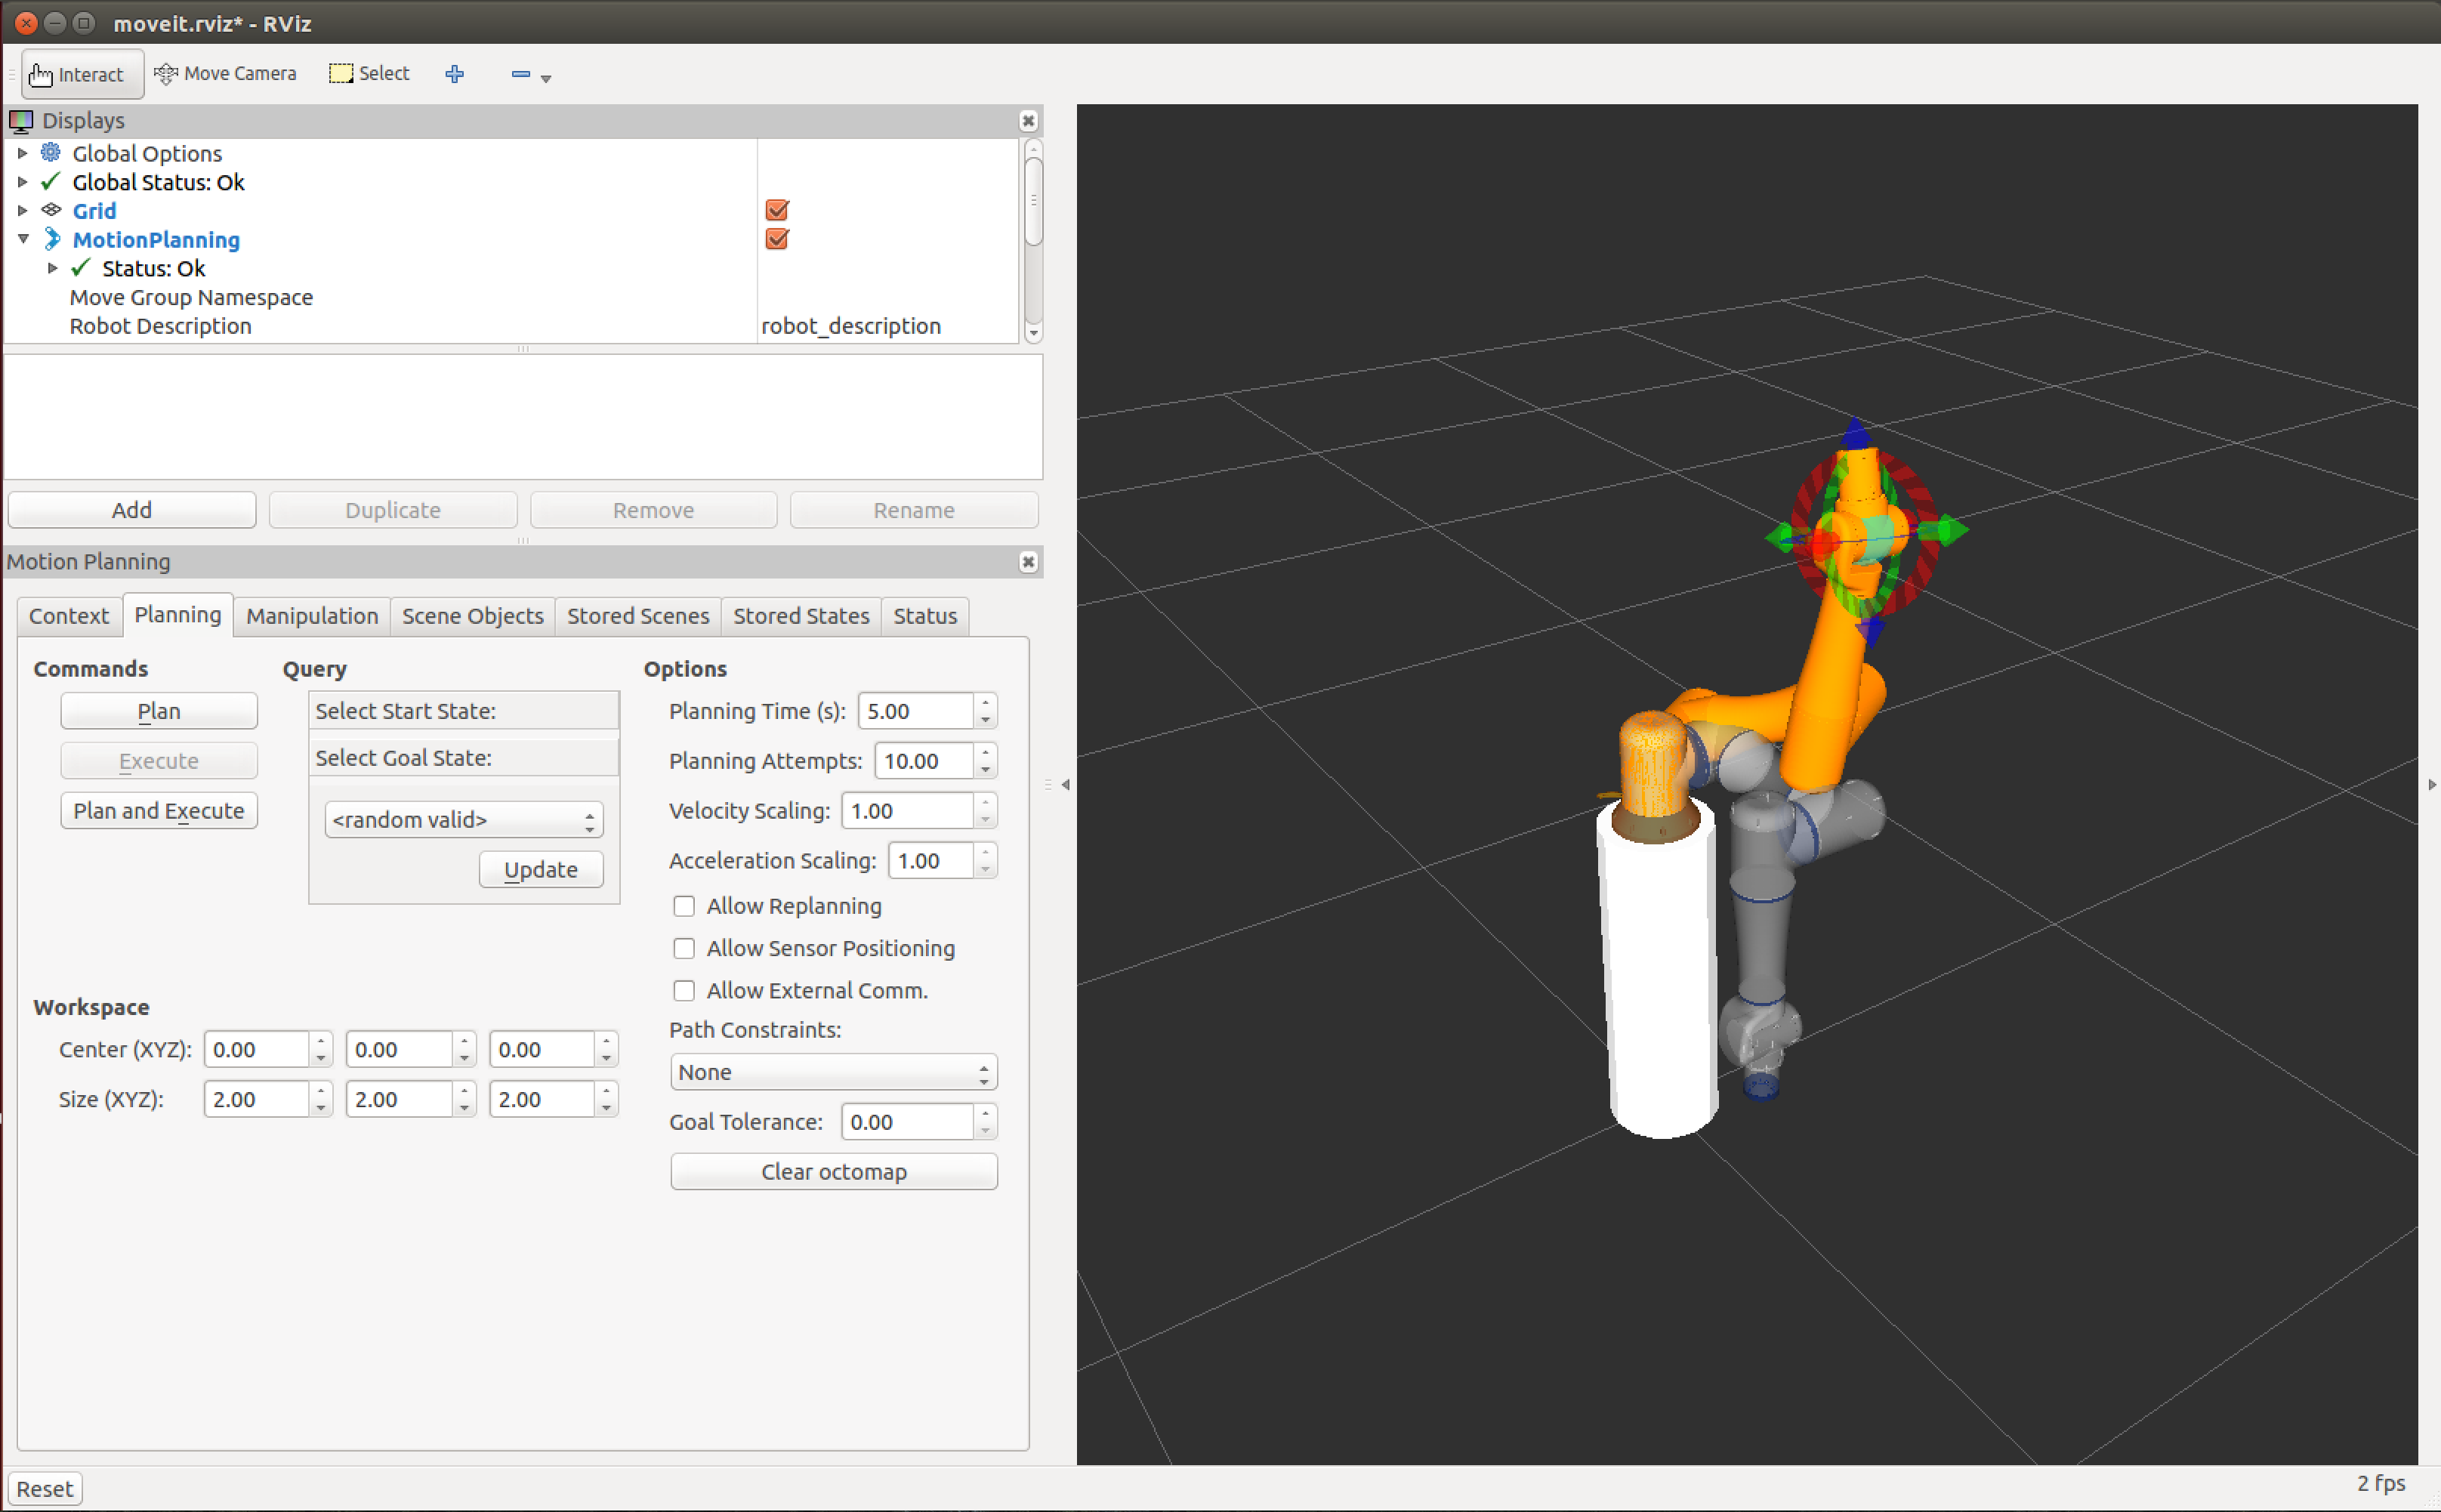 moveit.rviz* - RViz
Interact
Move Camera
Select
Displays
Global Options
Global Status: Ok
Grid
MotionPlanning
Status: Ok
Move Group Namespace
Robot Description
robot_description
Add
Duplicate
Remove
Rename
Motion Planning
Context
Planning
Manipulation
Scene Objects
Stored Scenes
Stored States
Status
Commands
Plan
Execute
Plan and Execute
Query
Select Start State:
Select Goal State:
<random valid>
Update
Options
Planning Time (s): 5.00
Planning Attempts: 10.00
Velocity Scaling: 1.00
Acceleration Scaling: 1.00
Allow Replanning
Allow Sensor Positioning
Allow External Comm.
Path Constraints:
None
Goal Tolerance: 0.00
Clear octomap
Workspace
Center (XYZ): 0.00 0.00 0.00
Size (XYZ): 2.00 2.00 2.00
Reset
2 fps